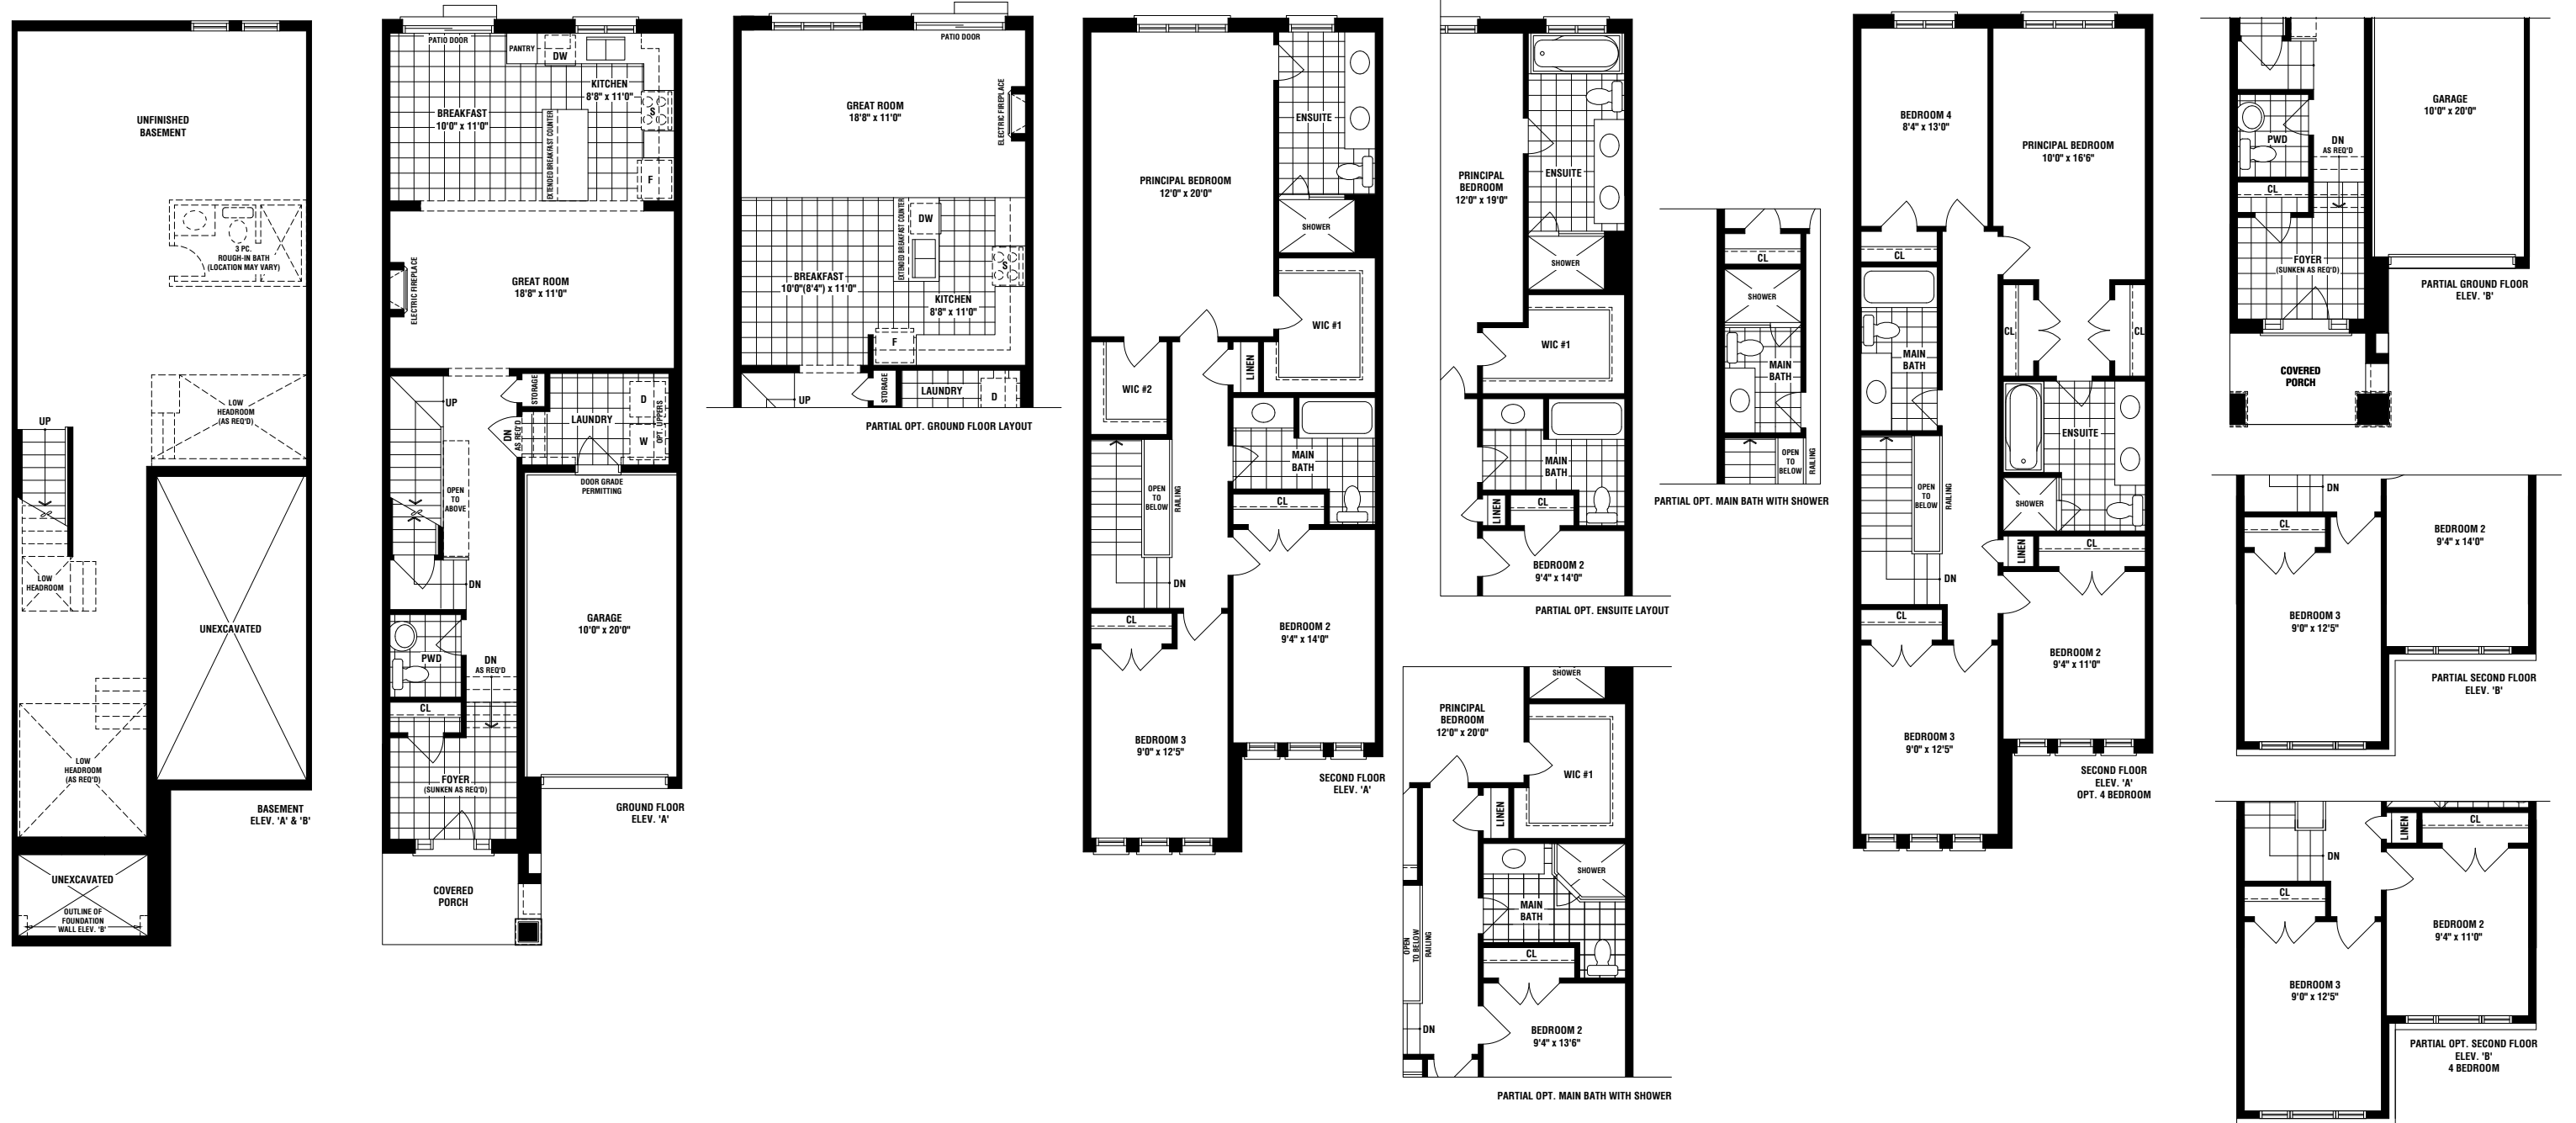 UNFINISHED
BASEMENT
3 PC.
ROUGH-IN BATH
(LOCATION MAY VARY)
LOW
HEADROOM
(AS REQ'D)
UP
LOW
HEADROOM
UNEXCAVATED
LOW
HEADROOM
(AS REQ'D)
BASEMENT
ELEV. 'A' & 'B'
UNEXCAVATED
OUTLINE OF
FOUNDATION
WALL ELEV. 'B'
PATIO DOOR
PANTRY
DW
KITCHEN
8'8" x 11'0"
S
BREAKFAST
10'0" x 11'0"
EXTENDED BREAKFAST COUNTER
F
ELECTRIC FIREPLACE
GREAT ROOM
18'8" x 11'0"
UP
STORAGE
D
LAUNDRY
OPT. UPPERS
DN
AS REQ'D
W
DOOR GRADE
PERMITTING
OPEN
TO
ABOVE
DN
GARAGE
10'0" x 20'0"
PWD
DN
AS REQ'D
CL
FOYER
(SUNKEN AS REQ'D)
GROUND FLOOR
ELEV. 'A'
COVERED
PORCH
PATIO DOOR
GREAT ROOM
18'8" x 11'0"
ELECTRIC FIREPLACE
EXTENDED BREAKFAST COUNTER
DW
S
BREAKFAST
10'0"(8'4") x 11'0"
KITCHEN
8'8" x 11'0"
F
UP
STORAGE
LAUNDRY
D
PARTIAL OPT. GROUND FLOOR LAYOUT
ENSUITE
PRINCIPAL BEDROOM
12'0" x 20'0"
SHOWER
WIC #1
WIC #2
LINEN
MAIN
BATH
OPEN
TO
BELOW
RAILING
CL
DN
CL
BEDROOM 2
9'4" x 14'0"
BEDROOM 3
9'0" x 12'5"
SECOND FLOOR
ELEV. 'A'
PRINCIPAL
BEDROOM
12'0" x 19'0"
ENSUITE
SHOWER
WIC #1
MAIN
BATH
LINEN
CL
BEDROOM 2
9'4" x 14'0"
PARTIAL OPT. ENSUITE LAYOUT
SHOWER
PRINCIPAL
BEDROOM
12'0" x 20'0"
WIC #1
LINEN
SHOWER
MAIN
BATH
OPEN
TO BELOW
RAILING
CL
DN
BEDROOM 2
9'4" x 13'6"
PARTIAL OPT. MAIN BATH WITH SHOWER
CL
SHOWER
MAIN
BATH
OPEN
TO
BELOW
RAILING
PARTIAL OPT. MAIN BATH WITH SHOWER
BEDROOM 4
8'4" x 13'0"
PRINCIPAL BEDROOM
10'0" x 16'6"
CL
CL
CL
MAIN
BATH
ENSUITE
OPEN
TO
BELOW
RAILING
SHOWER
LINEN
CL
DN
CL
BEDROOM 2
9'4" x 11'0"
BEDROOM 3
9'0" x 12'5"
SECOND FLOOR
ELEV. 'A'
OPT. 4 BEDROOM
GARAGE
10'0" x 20'0"
PWD
DN
AS REQ'D
CL
FOYER
(SUNKEN AS REQ'D)
PARTIAL GROUND FLOOR
ELEV. 'B'
COVERED
PORCH
DN
CL
BEDROOM 2
9'4" x 14'0"
BEDROOM 3
9'0" x 12'5"
PARTIAL SECOND FLOOR
ELEV. 'B'
LINEN
CL
DN
CL
BEDROOM 2
9'4" x 11'0"
BEDROOM 3
9'0" x 12'5"
PARTIAL OPT. SECOND FLOOR
ELEV. 'B'
4 BEDROOM